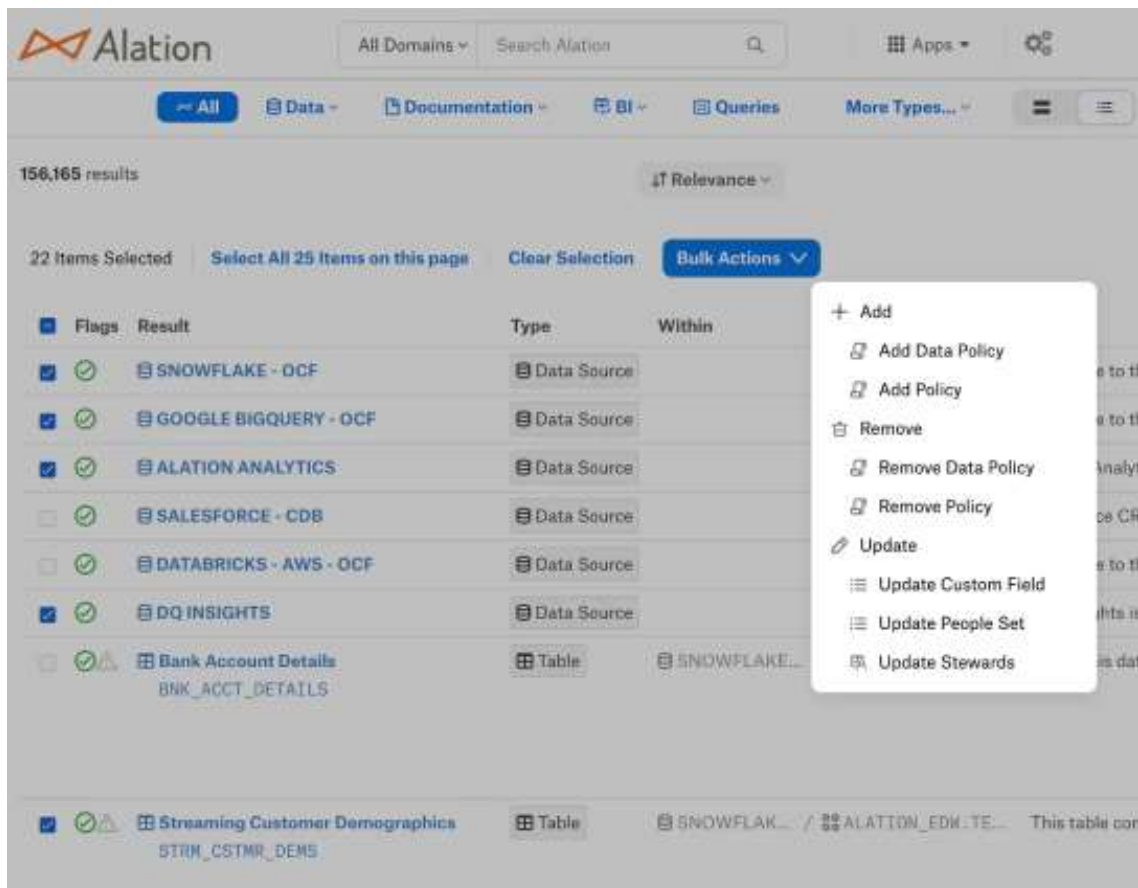 Alation
All Domains Search Alation Apps
All Data Documentation BI Queries More Types...
156,165 results
Relevance
22 Items Selected Select All 25 Items on this page Clear Selection Bulk Actions
Flags Result Type Within
SNOWFLAKE - OCF Data Source
GOOGLE BIGQUERY - OCF Data Source
ALATION ANALYTICS Data Source
SALESFORCE - CDB Data Source
DATABRICKS - AWS - OCF Data Source
DQ INSIGHTS Data Source
Bank Account Details Table SNOWFLAKE...
BNK_ACCT_DETAILS
Add
Add Data Policy
Add Policy
Remove
Remove Data Policy
Remove Policy
Update
Update Custom Field
Update People Set
Update Stewards
Streaming Customer Demographics Table SNOWFLAK... / ALATION_EDW.TE... This table con
STRM_CSTMR_DEMS